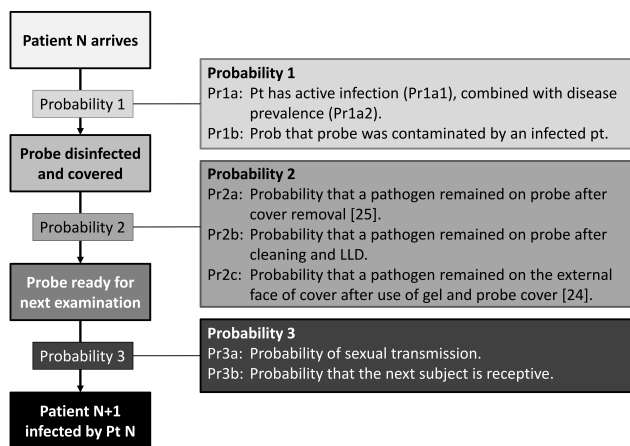 Patient N arrives
Probability 1
Probability 1
Pr1a: Pt has active infection (Pr1a1), combined with disease
prevalence (Pr1a2).
Pr1b: Prob that probe was contaminated by an infected pt.
Probe disinfected
and covered
Probability 2
Probability 2
Pr2a: Probability that a pathogen remained on probe after
cover removal [25].
Pr2b: Probability that a pathogen remained on probe after
cleaning and LLD.
Pr2c: Probability that a pathogen remained on the external
face of cover after use of gel and probe cover [24].
Probe ready for
next examination
Probability 3
Probability 3
Pr3a: Probability of sexual transmission.
Pr3b: Probability that the next subject is receptive.
Patient N+1
infected by Pt N